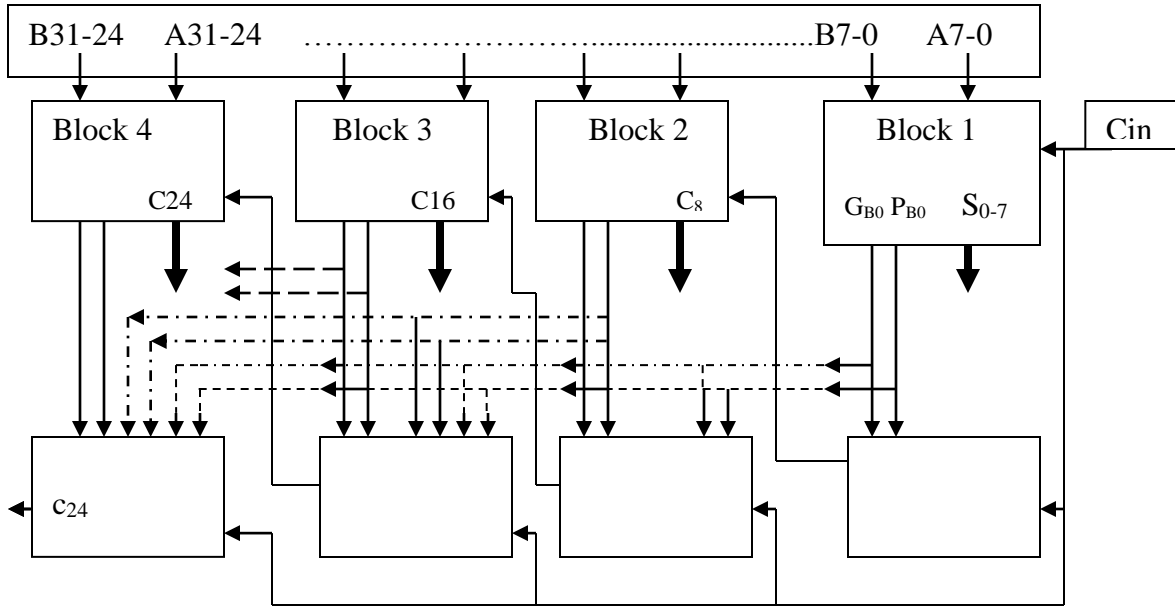 B31-24 A31-24 ……………………………....................................B7-0 A7-0
Block 4 Block 3 Block 2 Block 1 Cin
C24 C16 C8 GB0 PB0 S0-7
c24